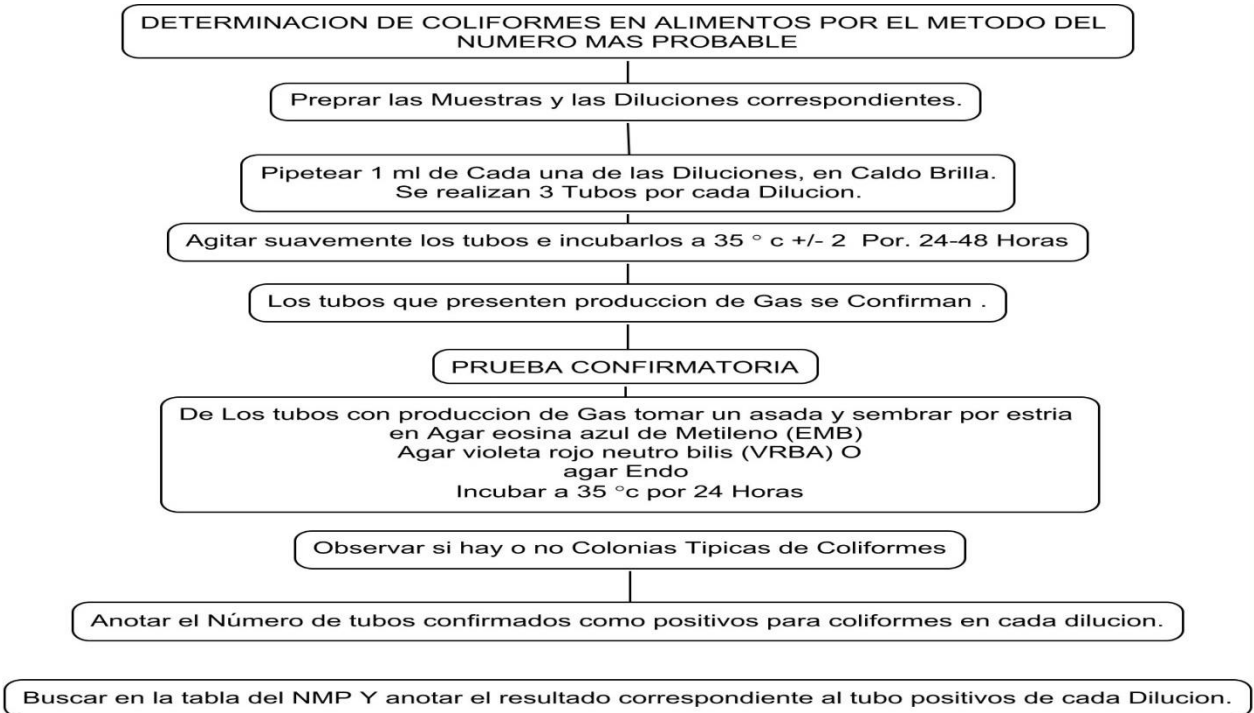 DETERMINACION DE COLIFORMES EN ALIMENTOS POR EL METODO DEL
NUMERO MAS PROBABLE
Preprar las Muestras y las Diluciones correspondientes.
Pipetear 1 ml de Cada una de las Diluciones, en Caldo Brilla.
Se realizan 3 Tubos por cada Dilucion.
Agitar suavemente los tubos e incubarlos a 35 ° c +/- 2 Por. 24-48 Horas
Los tubos que presenten produccion de Gas se Confirman .
PRUEBA CONFIRMATORIA
De Los tubos con produccion de Gas tomar un asada y sembrar por estria
en Agar eosina azul de Metileno (EMB)
Agar violeta rojo neutro bilis (VRBA) O
agar Endo
Incubar a 35 °c por 24 Horas
Observar si hay o no Colonias Tipicas de Coliformes
Anotar el Número de tubos confirmados como positivos para coliformes en cada dilucion.
Buscar en la tabla del NMP Y anotar el resultado correspondiente al tubo positivos de cada Dilucion.